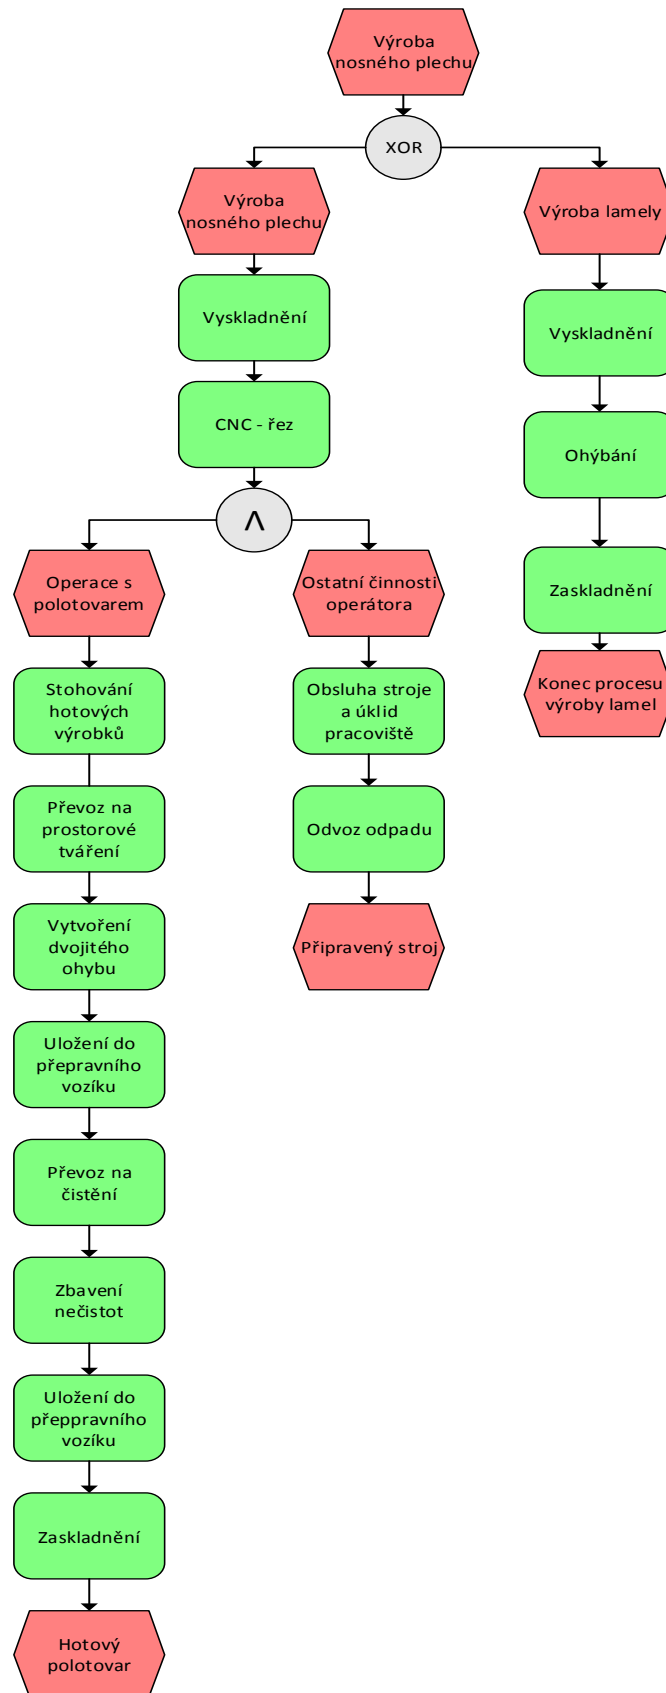 Výroba
nosného plechu
XOR
Výroba
nosného plechu
Výroba lamely
Vyskladnění
Vyskladnění
CNC - řez
Ohýbání
Λ
Operace s
polotovarem
Ostatní činnosti
operátora
Zaskladnění
Konec procesu
výroby lamel
Stohování
hotových
výrobků
Obsluha stroje
a úklid
pracoviště
Převoz na
prostorové
tváření
Odvoz odpadu
Vytvoření
dvojitého
ohybu
Připravený stroj
Uložení do
přepravního
vozíku
Převoz na
čistění
Zbavení
nečistot
Uložení do
přeppravního
vozíku
Zaskladnění
Hotový
polotovar